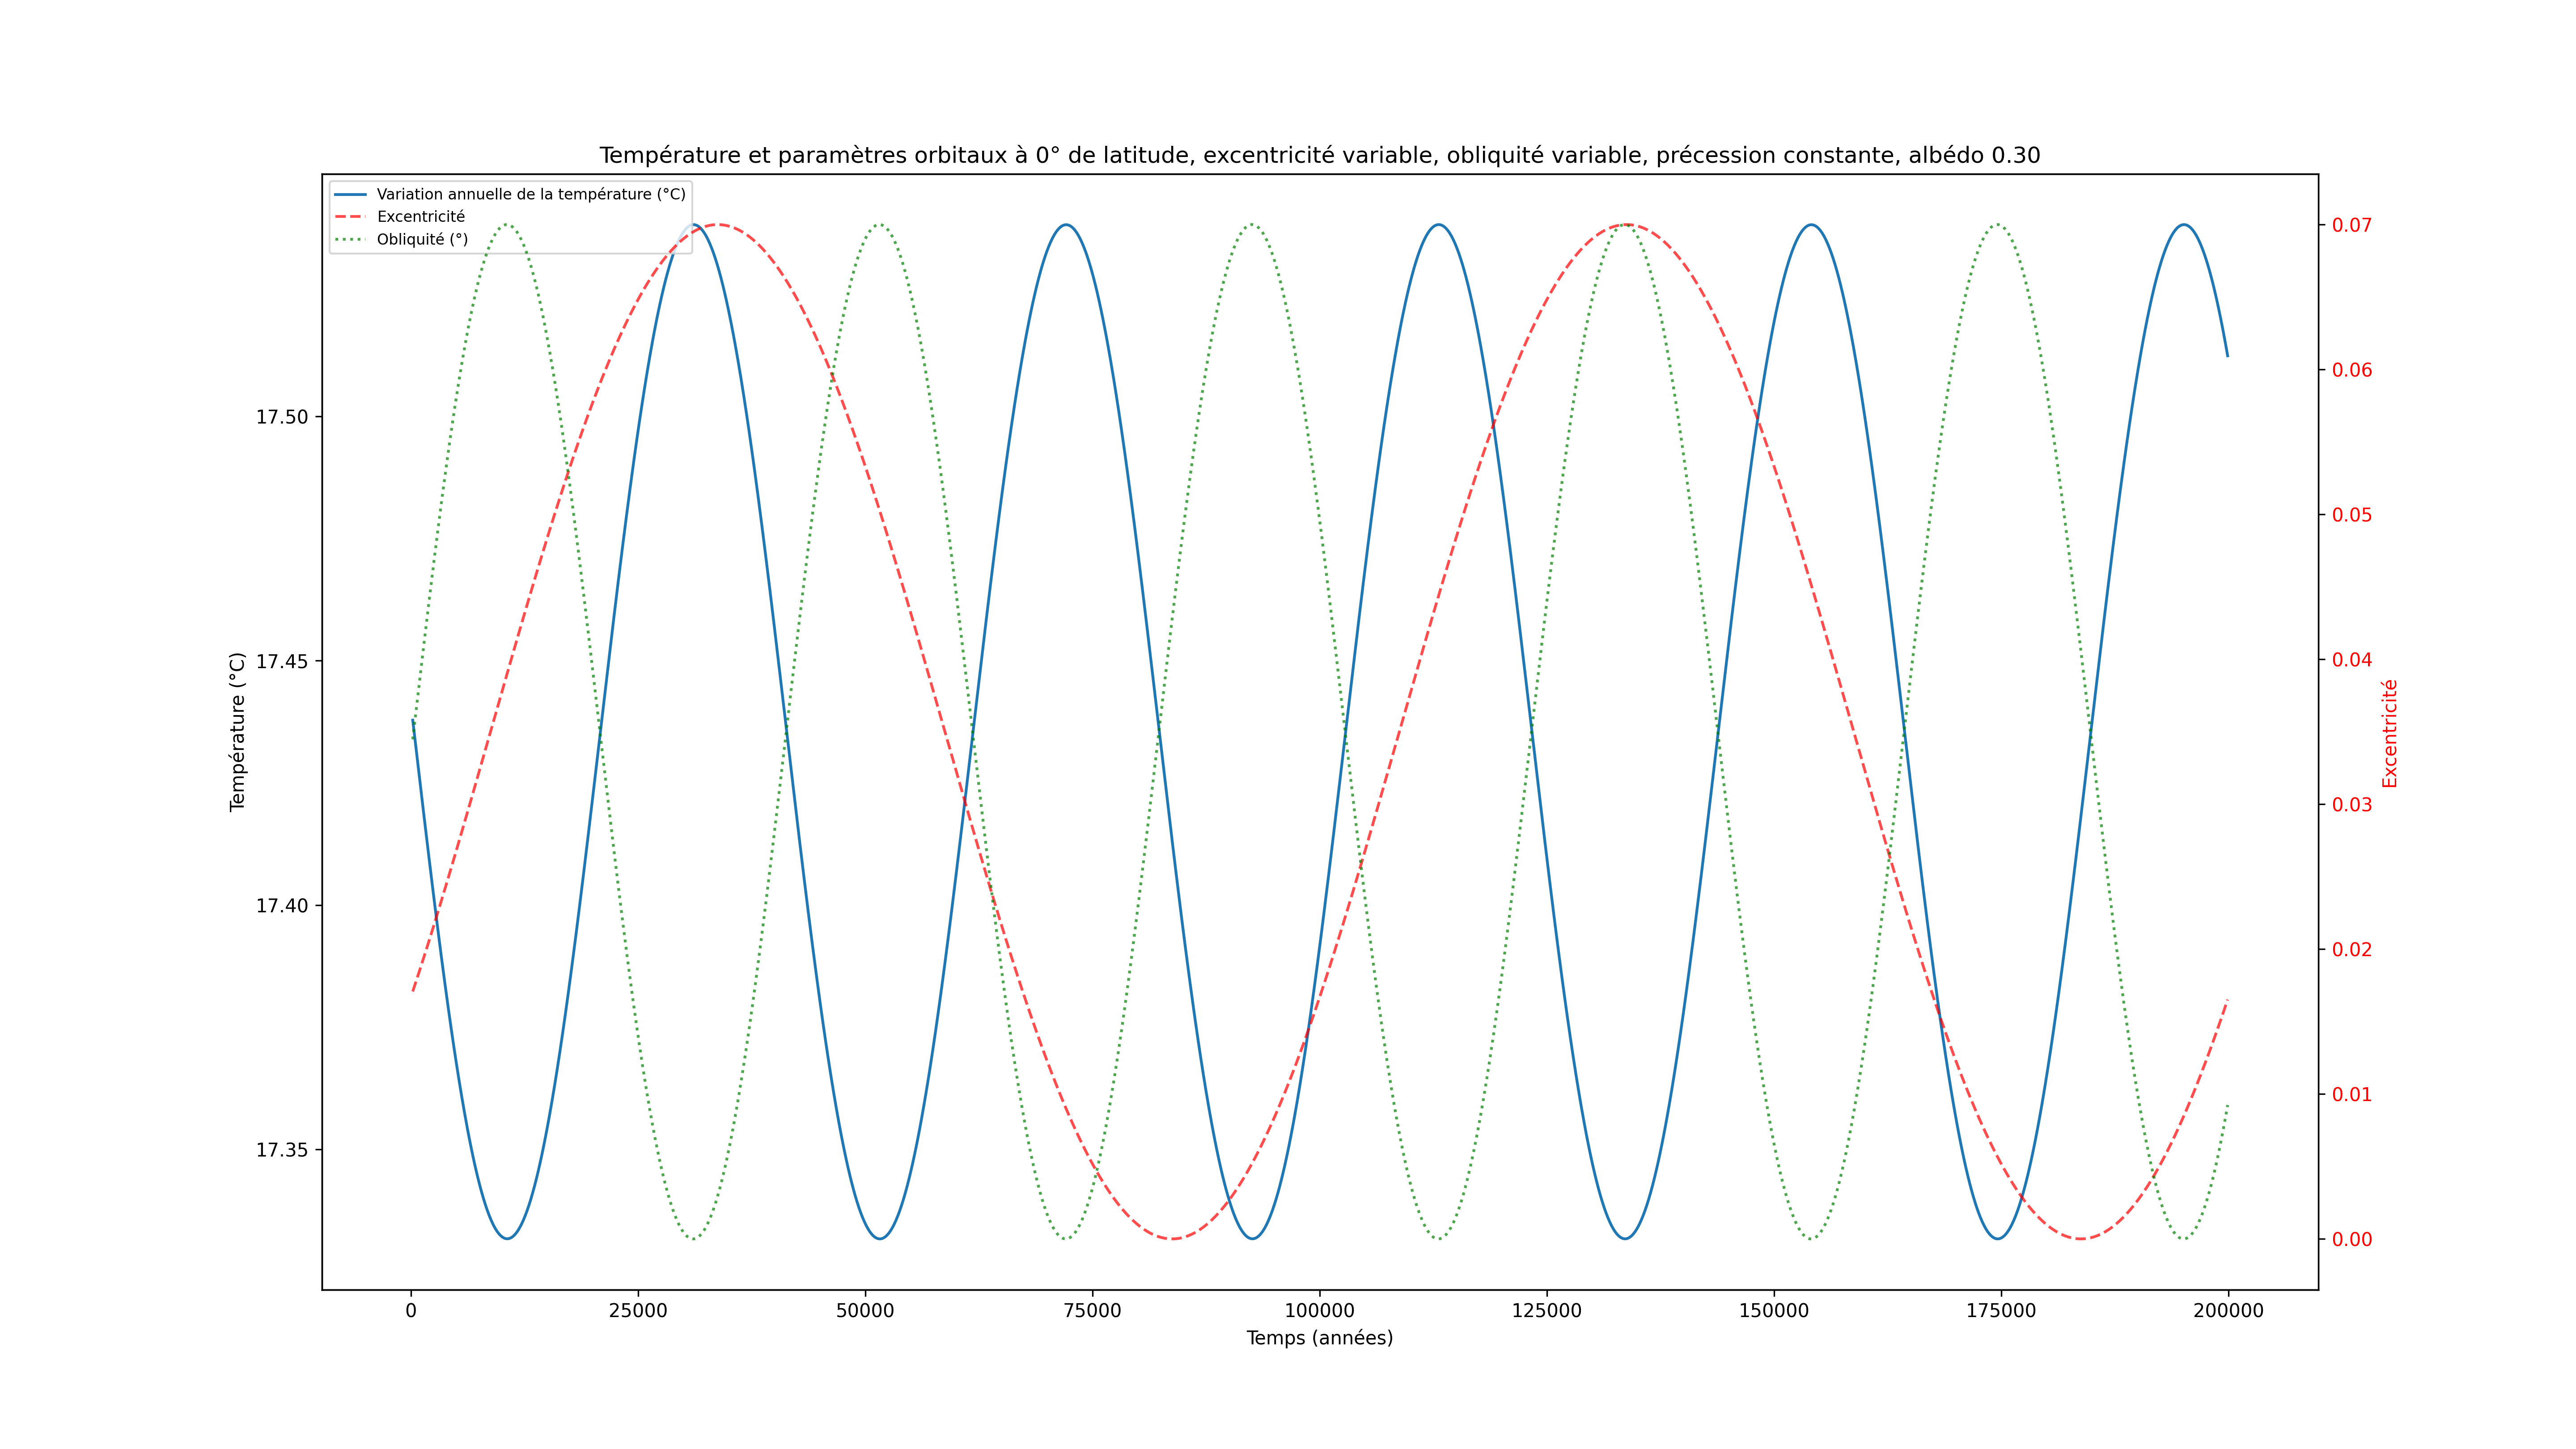 Température et paramètres orbitaux à 0° de latitude, excentricité variable, obliquité variable, précession constante, albédo 0.30
Variation annuelle de la température (°C)
Excentricité
Obliquité (°)
Température (°C)
17.50
17.45
17.40
17.35
0.07
0.06
0.05
0.04
0.03
0.02
0.01
0.00
Excentricité
0 25000 50000 75000 100000 125000 150000 175000 200000
Temps (années)